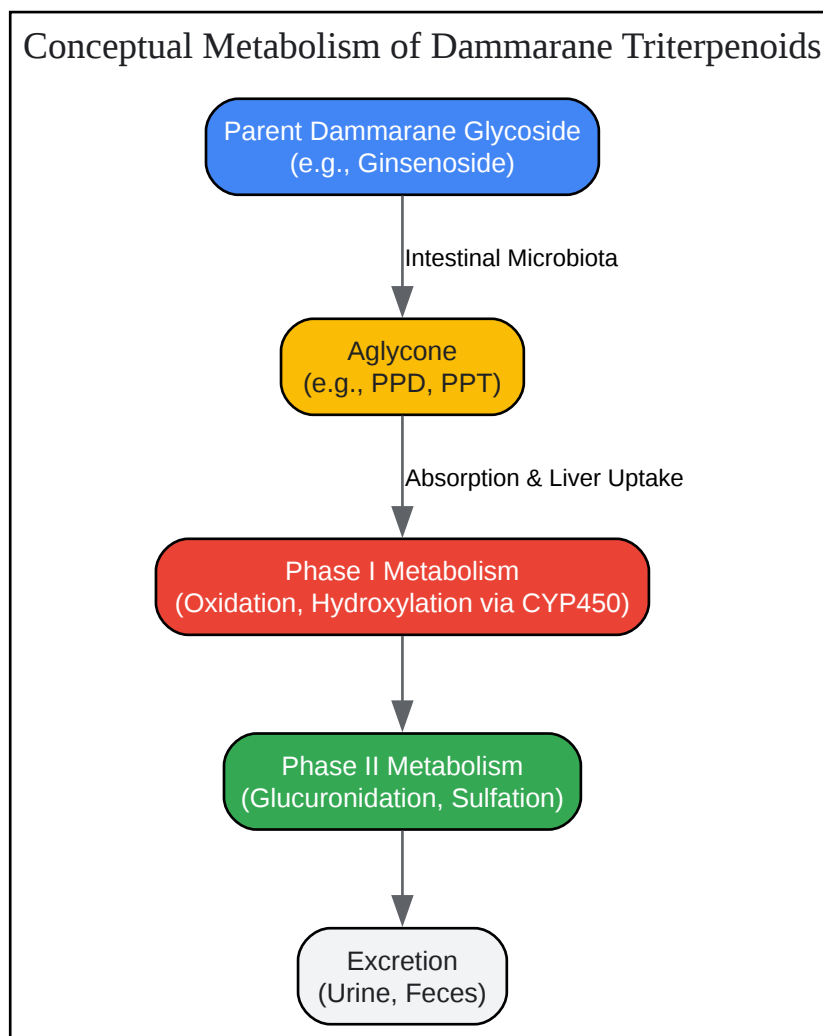 Conceptual Metabolism of Dammarane Triterpenoids
Parent Dammarane Glycoside
(e.g., Ginsenoside)
Intestinal Microbiota
Aglycone
(e.g., PPD, PPT)
Absorption & Liver Uptake
Phase I Metabolism
(Oxidation, Hydroxylation via CYP450)
Phase II Metabolism
(Glucuronidation, Sulfation)
Excretion
(Urine, Feces)